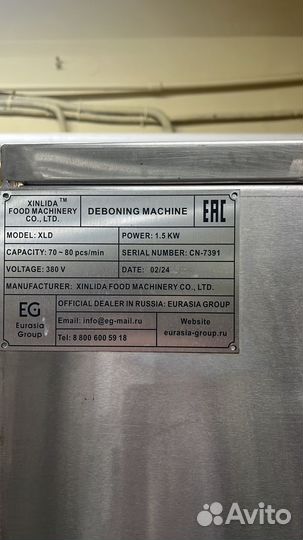 XINLIDA™
FOOD MACHINERY
CO., LTD.
DEBONING MACHINE
EAC
MODEL: XLD
POWER: 1.5 KW
CAPACITY: 70~80 pcs/min
SERIAL NUMBER: CN-7391
VOLTAGE: 380 V
DATE: 02/24
MANUFACTURER: XINLIDA FOOD MACHINERY CO., LTD.
EG
Eurasia
Group
OFFICIAL DEALER IN RUSSIA: EURASIA GROUP
Email: info@eg-mail.ru
Tel: 8 800 600 59 18
Website
eurasia-group.ru
Avito